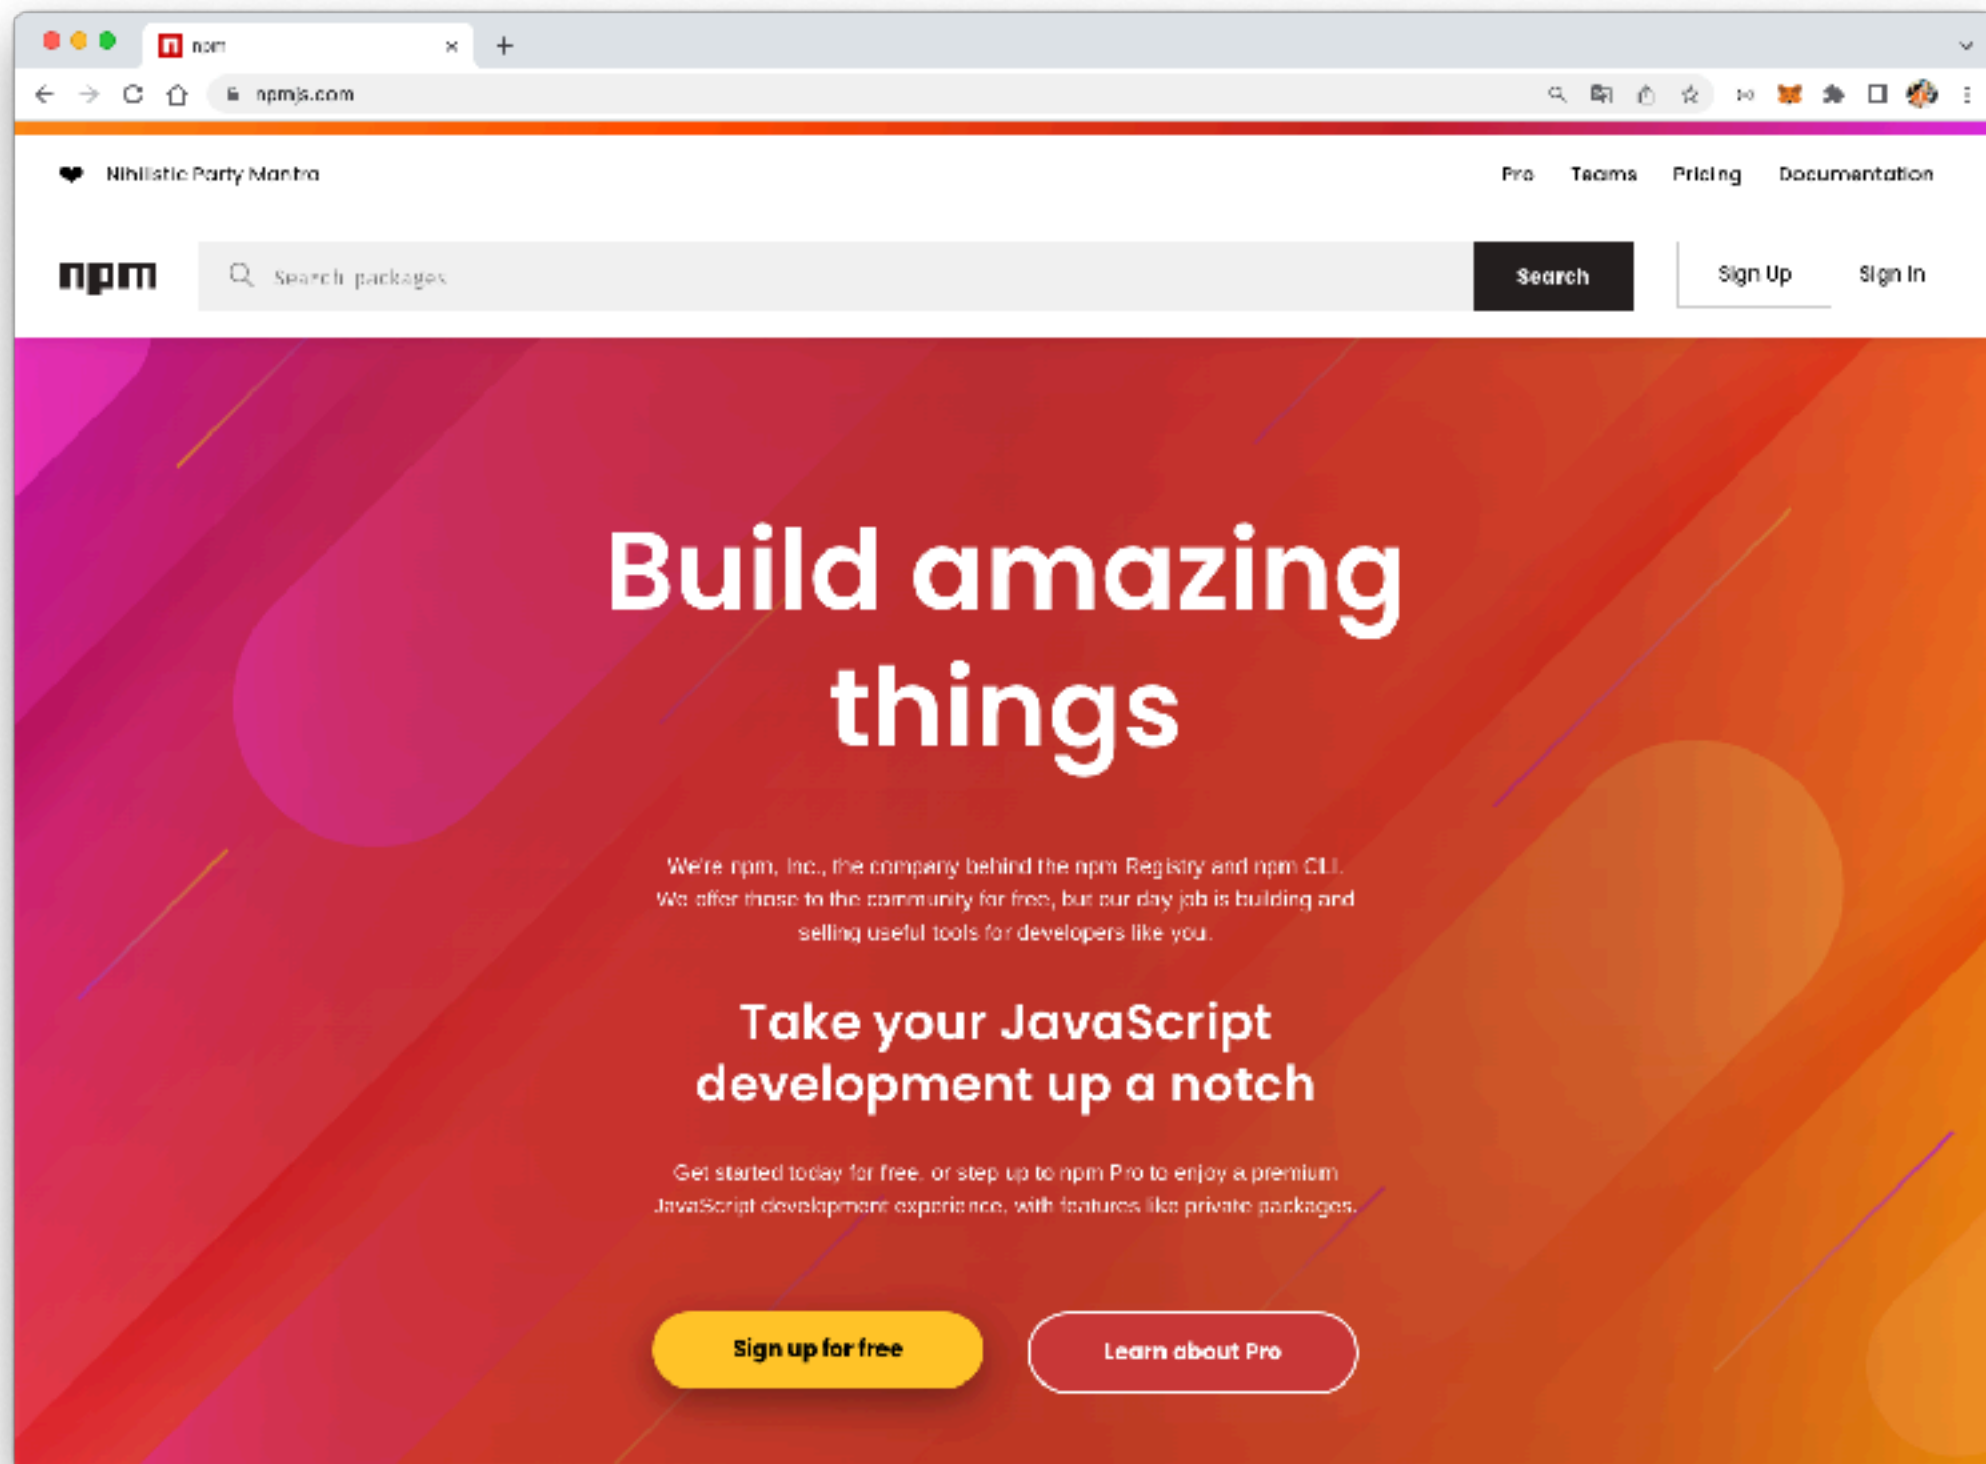 npm
npmjs.com
Nihilistic Party Mantra
Pro Teams Pricing Documentation
npm Search packages Search Sign Up Sign In
Build amazing
things
We're npm, Inc., the company behind the npm Registry and npm CLI.
We offer those to the community for free, but our day job is building and
selling useful tools for developers like you.
Take your JavaScript
development up a notch
Get started today for free, or step up to npm Pro to enjoy a premium
JavaScript development experience, with features like private packages.
Sign up for free Learn about Pro